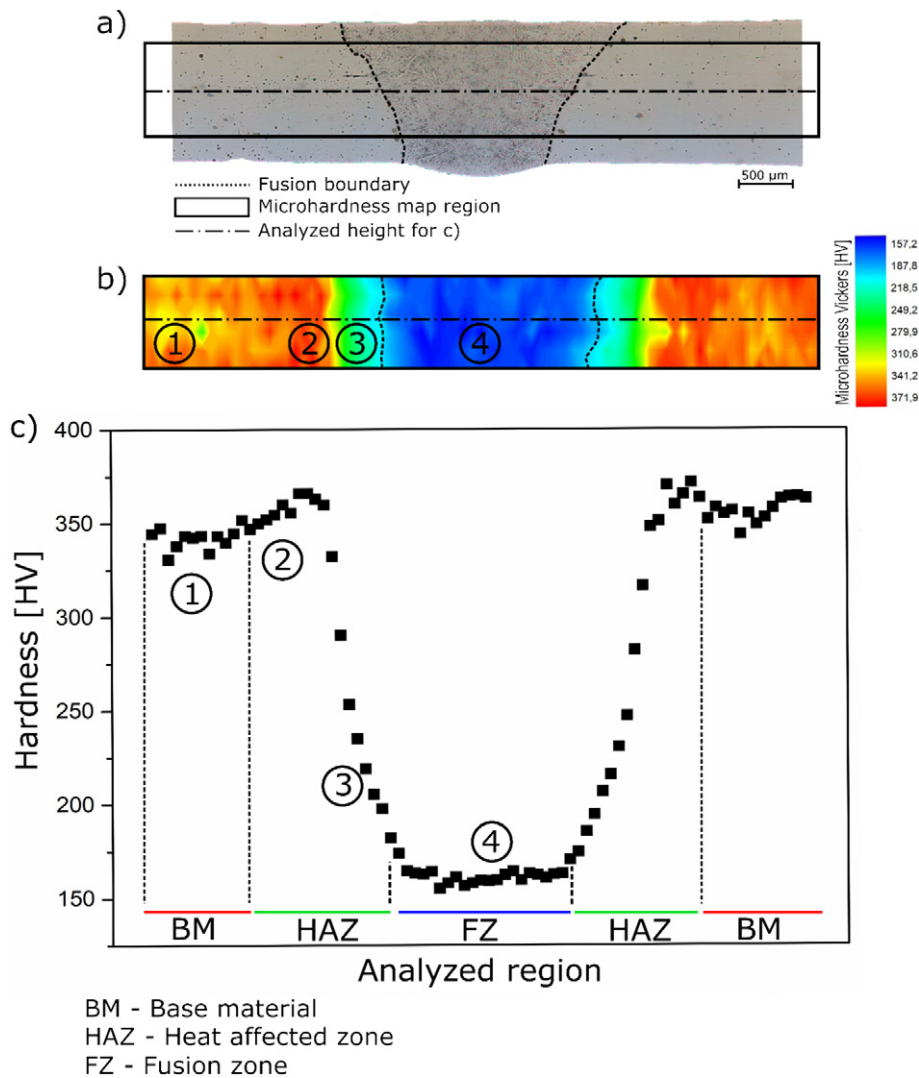 a)
500 µm
Fusion boundary
Microhardness map region
Analyzed height for c)
b)
1
2
3
4
Microhardness Vickers [HV]
157,2
187,8
218,5
249,5
279,9
310,6
341,2
371,9
c)
Hardness [HV]
400
350
300
250
200
150
1
2
3
4
BM
HAZ
FZ
HAZ
BM
Analyzed region
BM - Base material
HAZ - Heat affected zone
FZ - Fusion zone